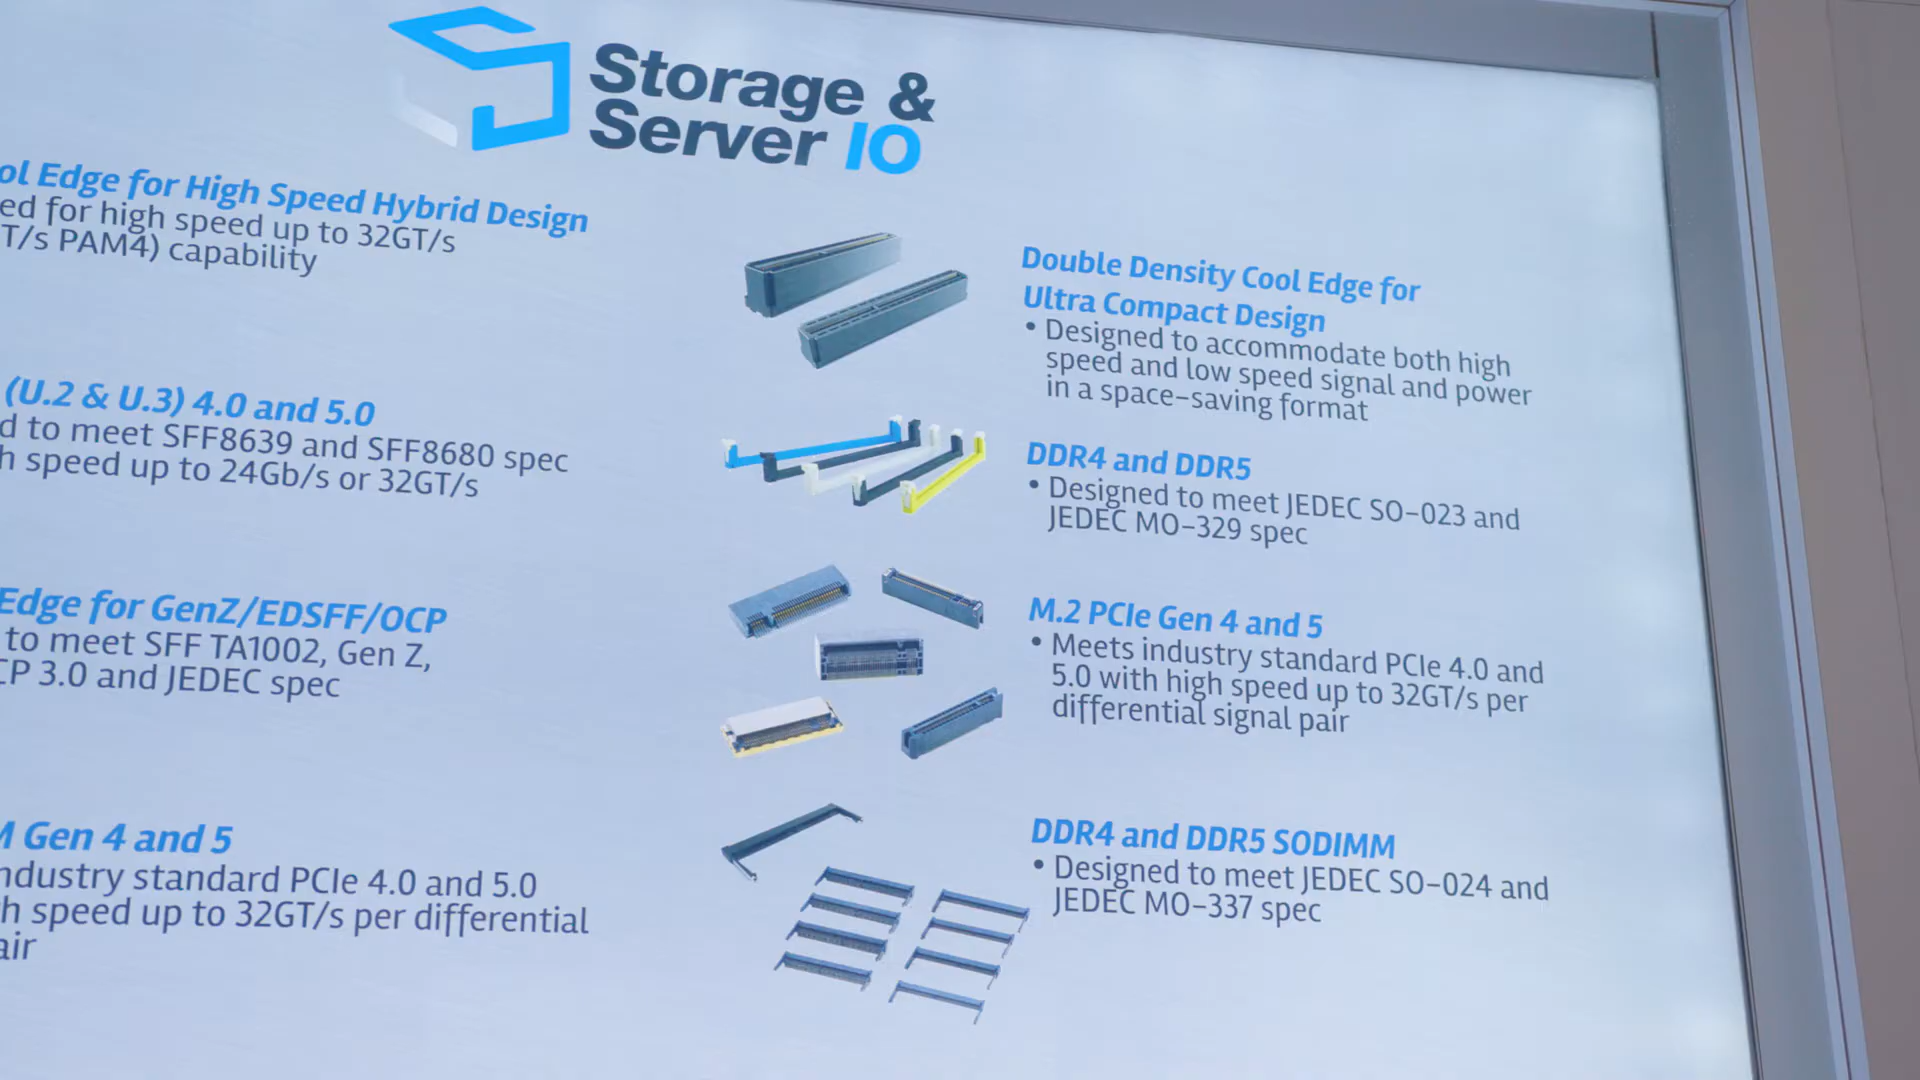 Storage &
Server IO
Edge for High Speed Hybrid Design
for high speed up to 32GT/s
PAM4) capability
(U.2 & U.3) 4.0 and 5.0
to meet SFF8639 and SFF8680 spec
speed up to 24Gb/s or 32GT/s
Edge for GenZ/EDSFF/OCP
to meet SFF TA1002, Gen Z,
3.0 and JEDEC spec
Gen 4 and 5
standard PCIe 4.0 and 5.0
speed up to 32GT/s per differential
Double Density Cool Edge for
Ultra Compact Design
• Designed to accommodate both high
speed and low speed signal and power
in a space-saving format
DDR4 and DDR5
• Designed to meet JEDEC SO-023 and
JEDEC MO-329 spec
M.2 PCIe Gen 4 and 5
• Meets industry standard PCIe 4.0 and
5.0 with high speed up to 32GT/s per
differential signal pair
DDR4 and DDR5 SODIMM
• Designed to meet JEDEC SO-024 and
JEDEC MO-337 spec